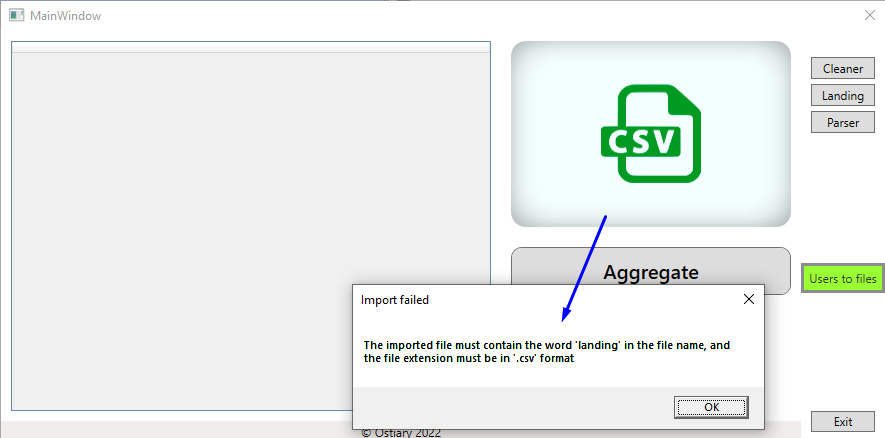 MainWindow
CSV
Cleaner
Landing
Parser
Aggregate
Users to files
Import failed
The imported file must contain the word 'landing' in the file name, and
the file extension must be in '.csv' format
OK
Exit
© Ostiary 2022